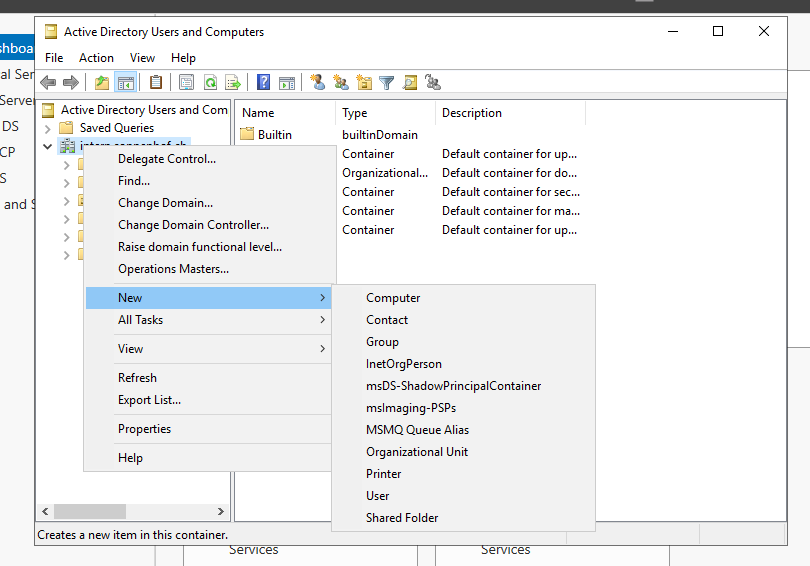 Active Directory Users and Computers
File Action View Help
Active Directory Users and Com
Saved Queries
Name Type Description
Builtin builtinDomain
Container Default container for up...
Organizational... Default container for do...
Container Default container for sec...
Container Default container for ma...
Container Default container for up...
Delegate Control...
Find...
Change Domain...
Change Domain Controller...
Raise domain functional level...
Operations Masters...
New
All Tasks
View
Refresh
Export List...
Properties
Help
Computer
Contact
Group
InetOrgPerson
msDS-ShadowPrincipalContainer
msImaging-PSPs
MSMQ Queue Alias
Organizational Unit
Printer
User
Shared Folder
Creates a new item in this container.
shboa
al Ser
Server
DS
CP
S
and S
Services Services